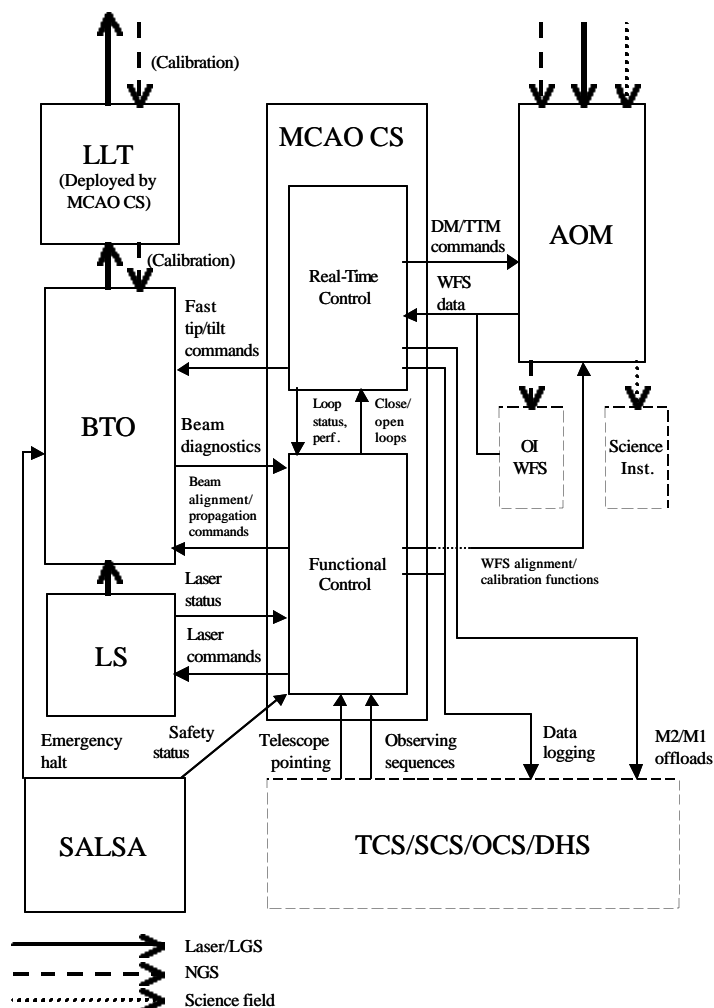 (Calibration)
LLT
(Deployed by
MCAO CS)
(Calibration)
MCAO CS
AOM
Real-Time
Control
DM/TTM
commands
WFS
data
Fast
tip/tilt
commands
BTO
Beam
diagnostics
Loop
status,
perf.
Close/
open
loops
OI
WFS
Science
Inst.
Beam
alignment/
propagation
commands
Functional
Control
WFS alignment/
calibration functions
Laser
status
LS
Laser
commands
Emergency
halt
Safety
status
Telescope
pointing
Observing
sequences
Data
logging
M2/M1
offloads
SALSA
TCS/SCS/OCS/DHS
Laser/LGS
NGS
Science field